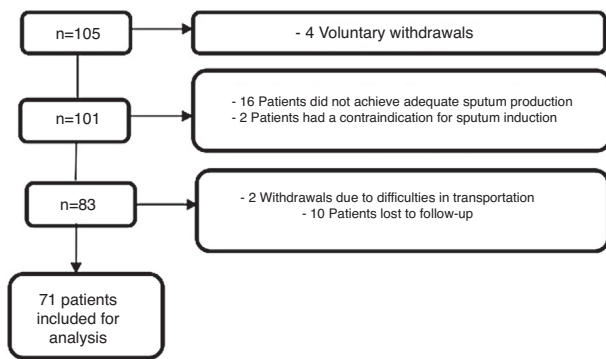 n=105
- 4 Voluntary withdrawals
n=101
- 16 Patients did not achieve adequate sputum production
- 2 Patients had a contraindication for sputum induction
n=83
- 2 Withdrawals due to difficulties in transportation
- 10 Patients lost to follow-up
71 patients
included for
analysis